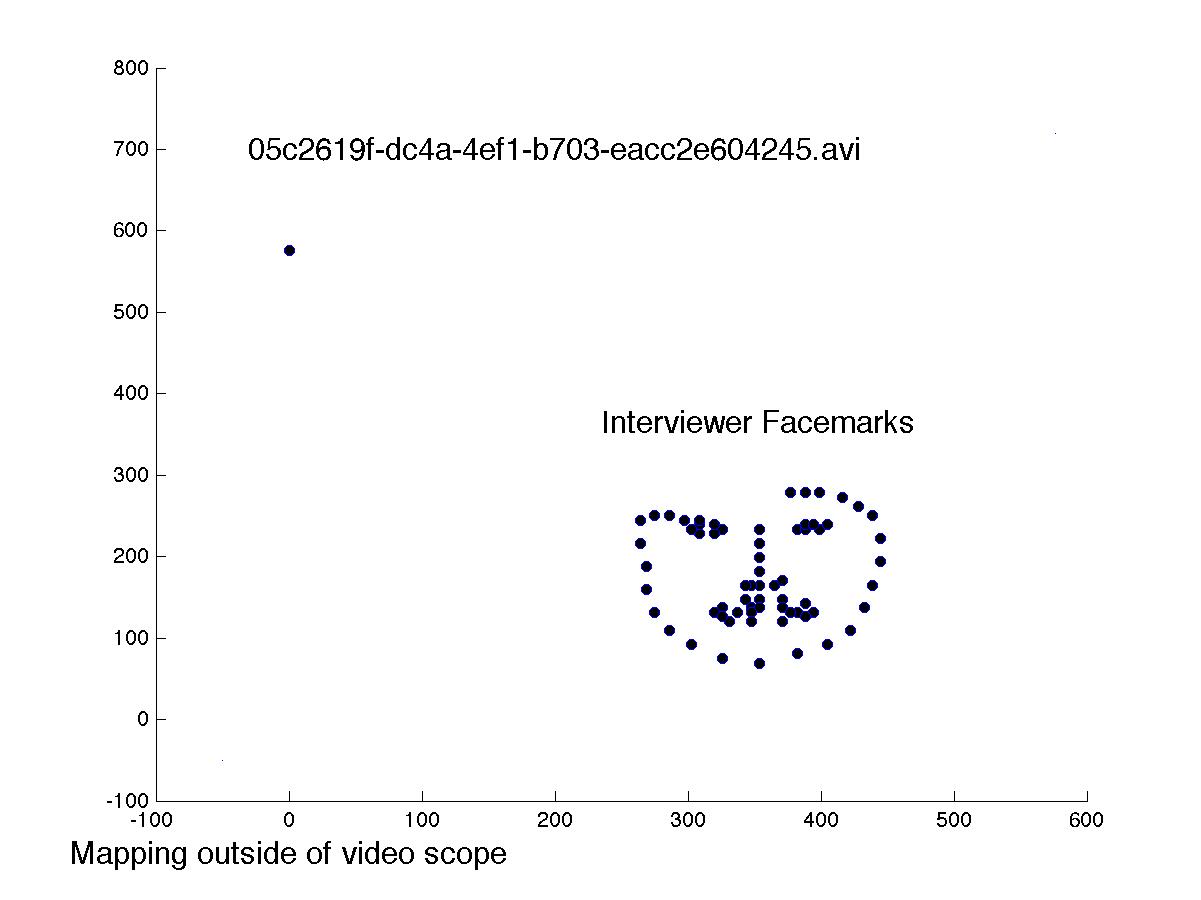 800
700
600
500
400
300
200
100
0
-100
05c2619f-dc4a-4ef1-b703-eacc2e604245.avi
Interviewer Facemarks
-100 0 100 200 300 400 500 600
Mapping outside of video scope